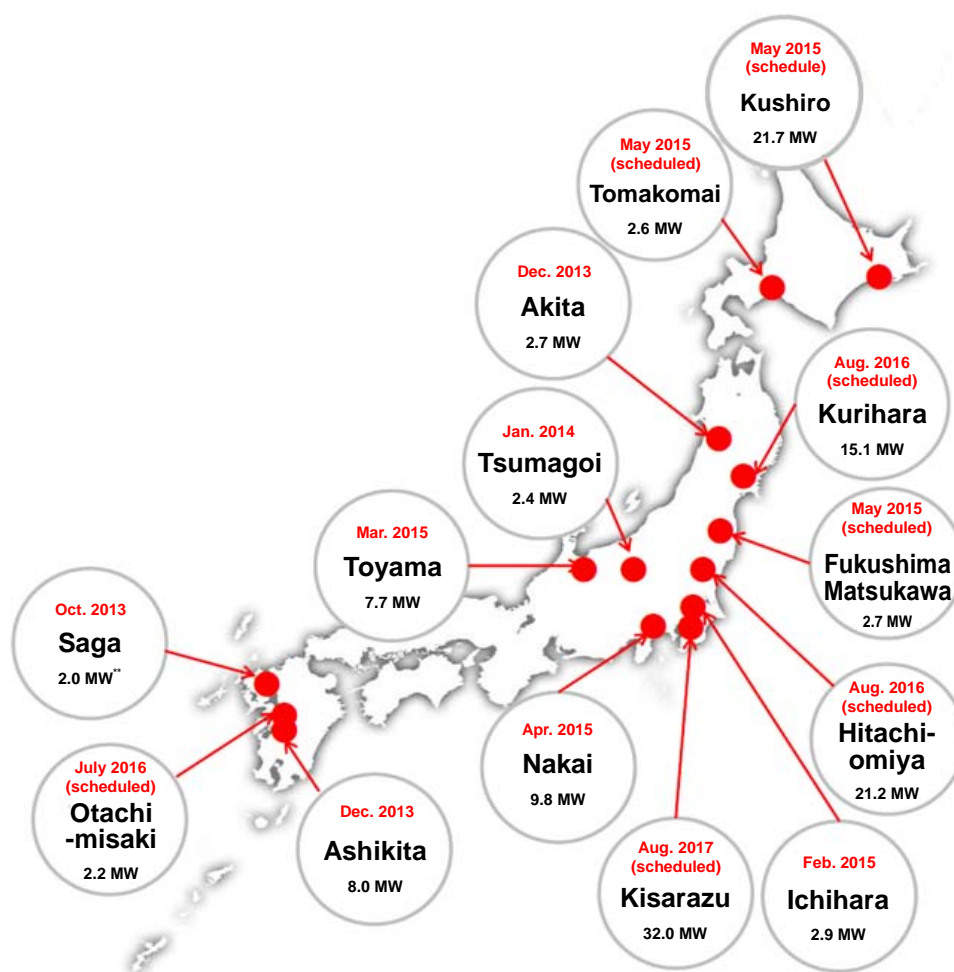 May 2015
(schedule)
Kushiro
21.7 MW
May 2015
(scheduled)
Tomakomai
2.6 MW
Dec. 2013
Akita
2.7 MW
Aug. 2016
(scheduled)
Kurihara
15.1 MW
Jan. 2014
Tsumagoi
2.4 MW
May 2015
(scheduled)
Fukushima
Matsukawa
2.7 MW
Mar. 2015
Toyama
7.7 MW
Oct. 2013
Saga
2.0 MW**
Aug. 2016
(scheduled)
Hitachi-
omiya
21.2 MW
Apr. 2015
Nakai
9.8 MW
July 2016
(scheduled)
Otachi
-misaki
2.2 MW
Dec. 2013
Ashikita
8.0 MW
Aug. 2017
(scheduled)
Kisarazu
32.0 MW
Feb. 2015
Ichihara
2.9 MW